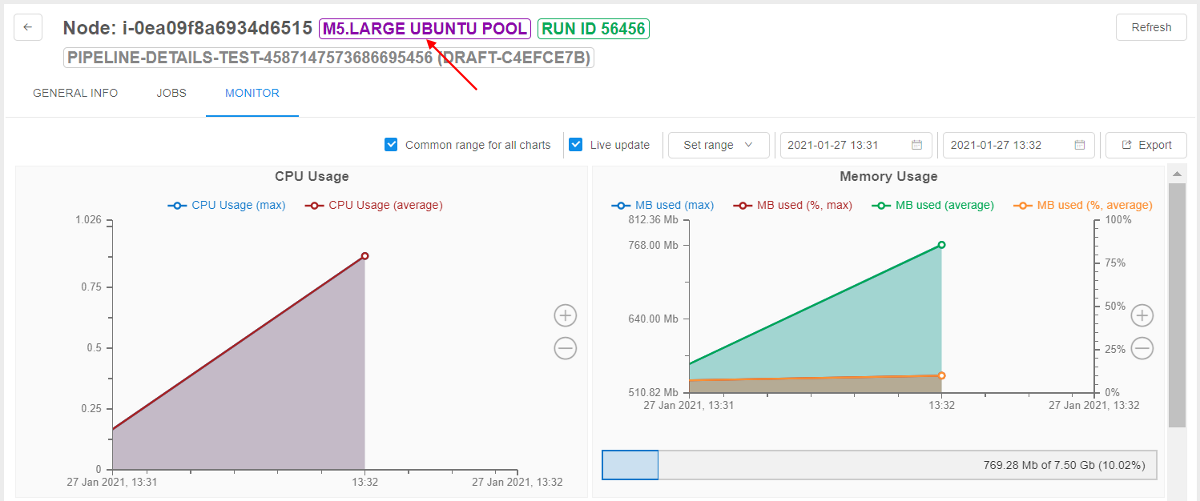 Node: i-0ea09f8a6934d6515 M5.LARGE UBUNTU POOL RUN ID 56456
Refresh
PIPELINE-DETAILS-TEST-4587147573686695456 (DRAFT-C4EFCE7B)
GENERAL INFO JOBS MONITOR
Common range for all charts Live update Set range 2021-01-27 13:31 2021-01-27 13:32 Export
CPU Usage
CPU Usage (max) CPU Usage (average)
1.026
0.75
0.5
0.25
0
27 Jan 2021, 13:31 13:32 27 Jan 2021, 13:32
Memory Usage
MB used (max) MB used (%, max) MB used (average) MB used (%, average)
812.36 Mb 100%
768.00 Mb
75%
50%
640.00 Mb
25%
510.82 Mb 0%
27 Jan 2021, 13:31 13:32 27 Jan 2021, 13:32
769.28 Mb of 7.50 Gb (10.02%)